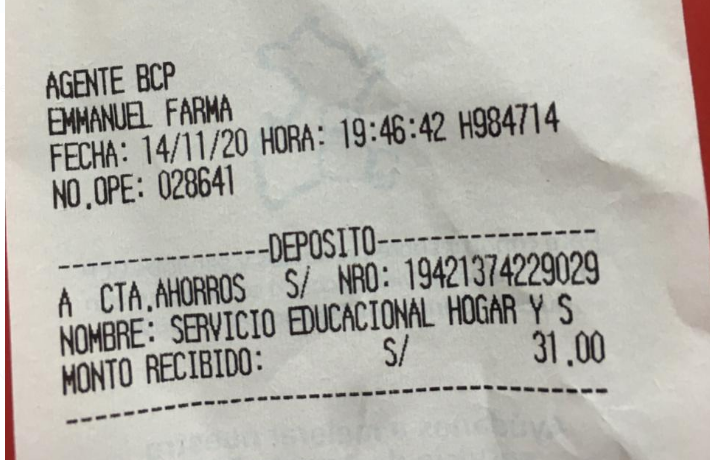 AGENTE BCP
EMMANUEL FARMA
FECHA: 14/11/20 HORA: 19:46:42 H984714
NO.OPE: 028641
----------------DEPOSITO----------------
A CTA.AHORROS S/ NRO: 19421374229029
NOMBRE: SERVICIO EDUCACIONAL HOGAR Y S
MONTO RECIBIDO: S/ 31.00
----------------------------------------